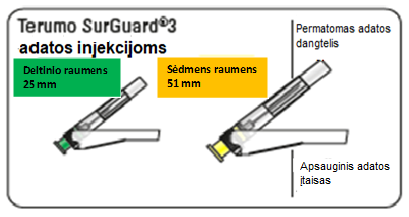 Terumo SurGuard®3
adatos injekcijoms
Deltinio raumens
25 mm
Sėdmens raumens
51 mm
Permatomas adatos
dangtelis
Apsauginis adatos
įtaisas